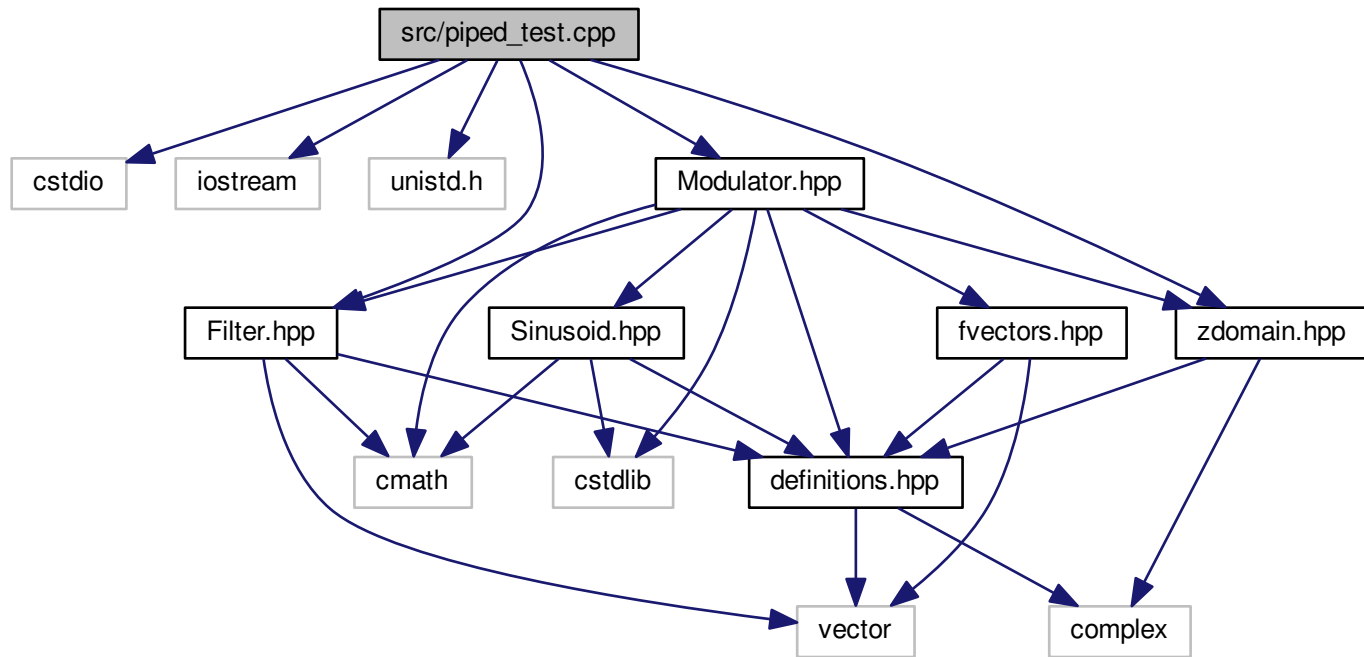 src/piped_test.cpp
cstdio
iostream
unistd.h
Modulator.hpp
Filter.hpp
Sinusoid.hpp
fvectors.hpp
zdomain.hpp
cmath
cstdlib
definitions.hpp
vector
complex